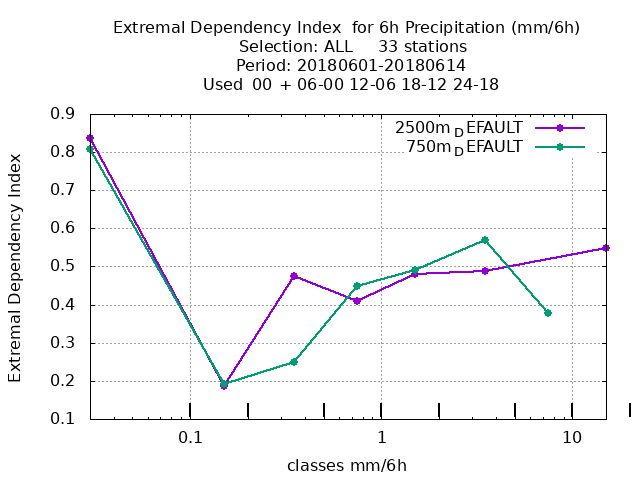 Extremal Dependency Index  for 6h Precipitation (mm/6h)
Selection: ALL     33 stations
Period: 20180601-20180614
Used  00  + 06-00 12-06 18-12 24-18
2500m_DEFAULT
750m_DEFAULT
Extremal Dependency Index
0.9
0.8
0.7
0.6
0.5
0.4
0.3
0.2
0.1
0.1
1
10
classes mm/6h